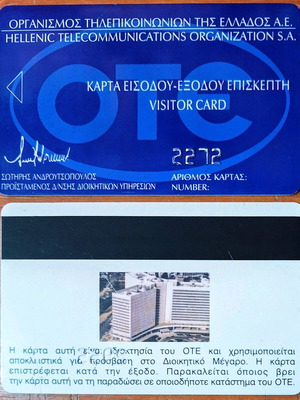 ΟΡΓΑΝΙΣΜΟΣ ΤΗΛΕΠΙΚΟΙΝΩΝΙΩΝ ΤΗΣ ΕΛΛΑΔΟΣ Α.Ε.
HELLENIC TELECOMMUNICATIONS ORGANIZATION S.A.
ΟΤΕ
ΚΑΡΤΑ ΕΙΣΟΔΟΥ-ΕΞΟΔΟΥ ΕΠΙΣΚΕΠΤΗ
VISITOR CARD
2272
ΣΩΤΗΡΗΣ ΑΝΔΡΟΥΤΣΟΠΟΥΛΟΣ
ΑΡΙΘΜΟΣ ΚΑΡΤΑΣ:
ΠΡΟΪΣΤΑΜΕΝΟΣ Δ/ΝΣΗΣ ΔΙΟΙΚΗΤΙΚΩΝ ΥΠΗΡΕΣΙΩΝ
NUMBER:
Η κάρτα αυτή είναι ιδιοκτησία του ΟΤΕ και χρησιμοποιείται
αποκλειστικά για πρόσβαση στο Διοικητικό Μέγαρο. Η κάρτα
επιστρέφεται κατά την έξοδο. Παρακαλείται όποιος βρει
την κάρτα αυτή να τη παραδώσει σε οποιοδήποτε κατάστημα του ΟΤΕ.